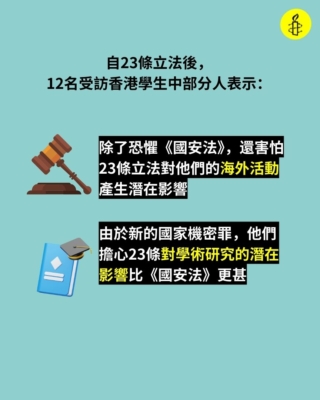 自23條立法後，
12名受訪香港學生中部分人表示：
除了恐懼《國安法》，還害怕
23條立法對他們的海外活動
產生潛在影響
由於新的國家機密罪，他們
擔心23條對學術研究的潛在
影響比《國安法》更甚